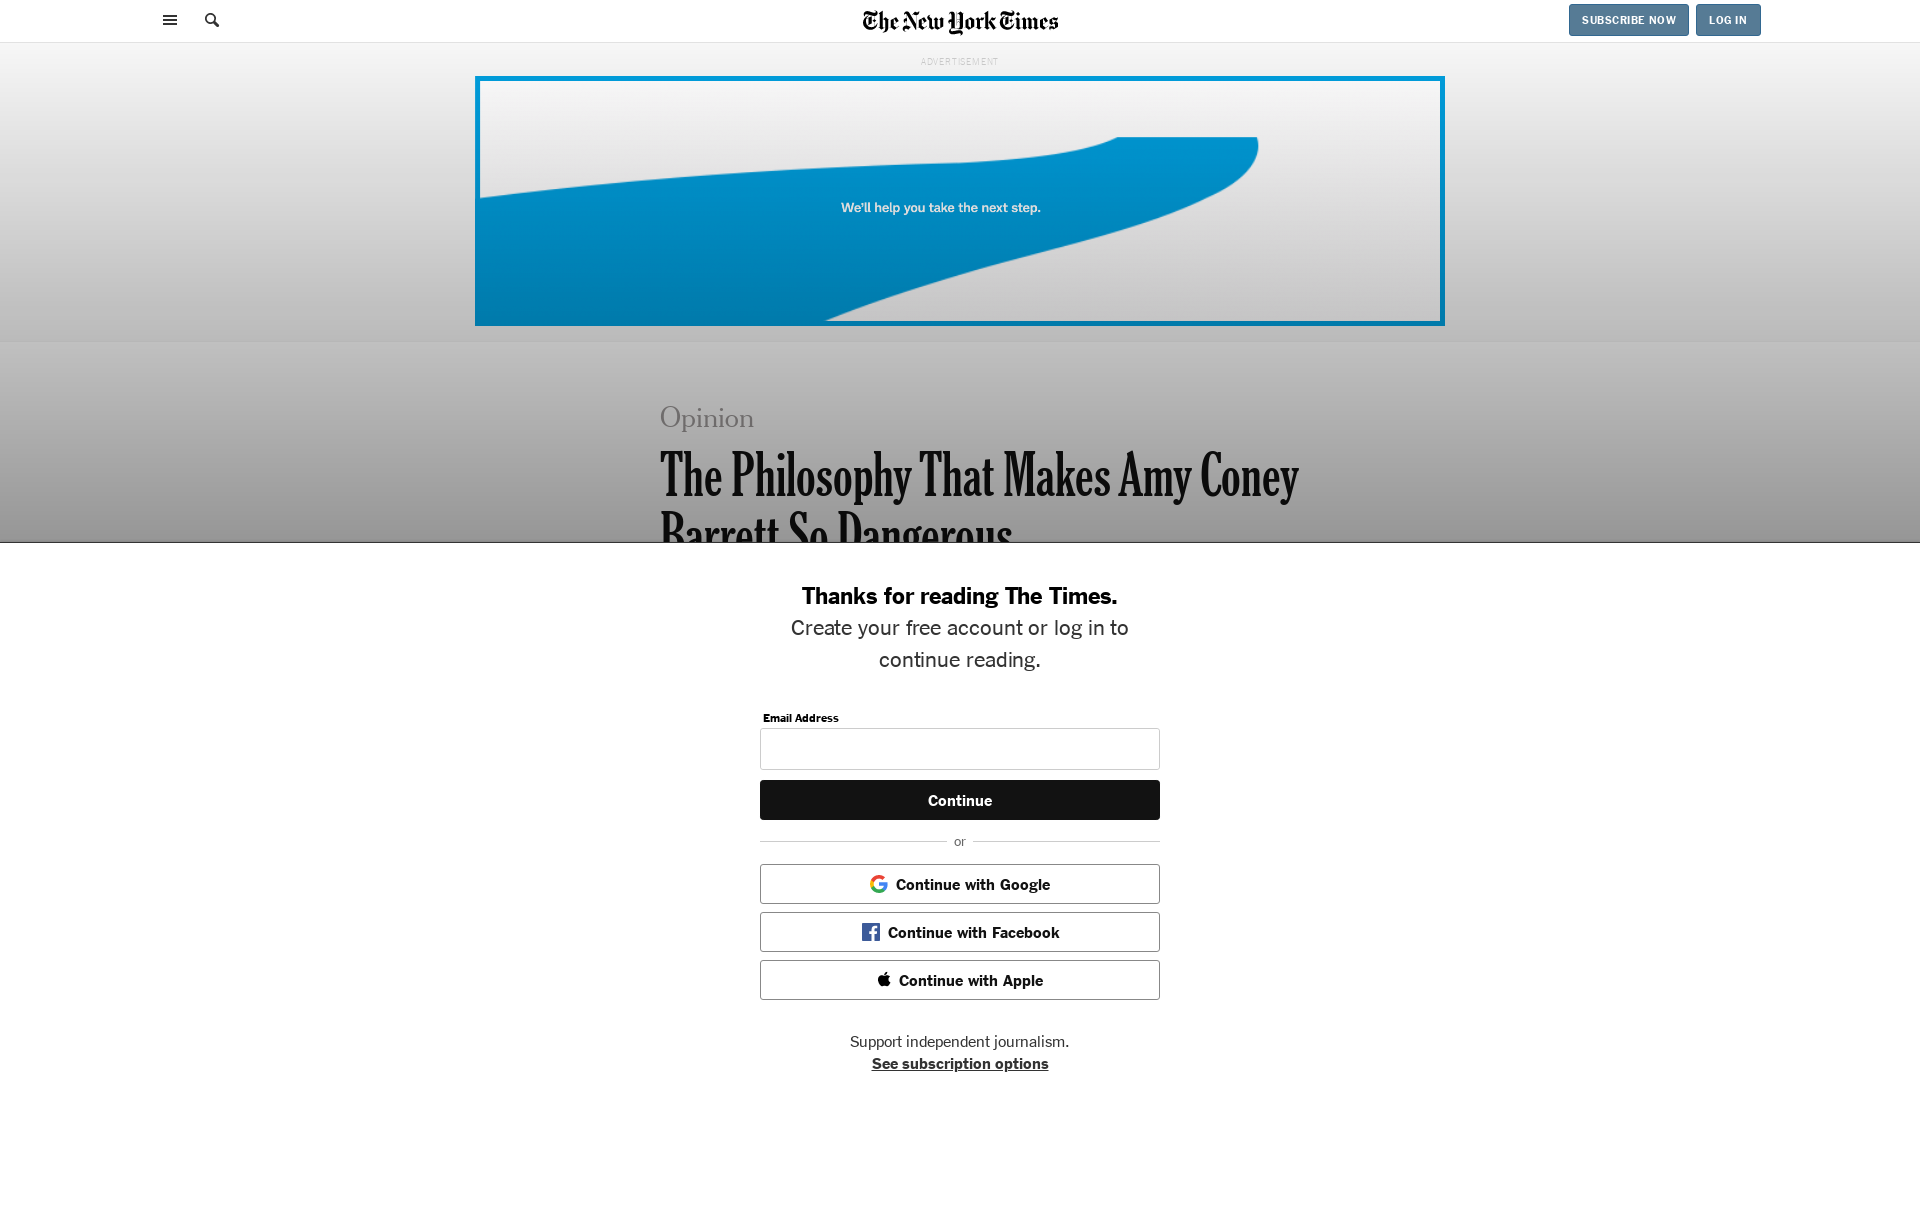 The New York Times
SUBSCRIBE NOW
LOG IN
ADVERTISEMENT
We'll help you take the next step.
Opinion
The Philosophy That Makes Amy Coney
Barrett So Dangerous
Thanks for reading The Times.
Create your free account or log in to
continue reading.
Email Address
Continue
or
Continue with Google
Continue with Facebook
Continue with Apple
Support independent journalism.
See subscription options